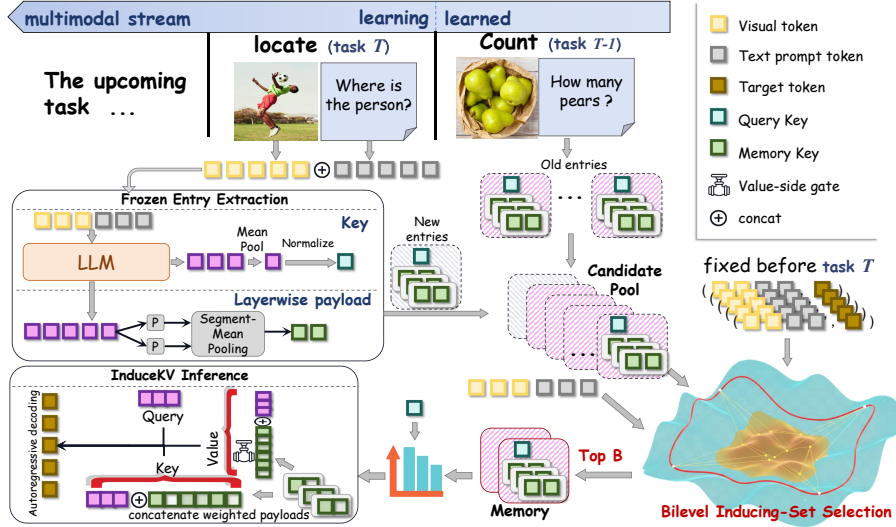 multimodal stream
learning
learned
locate (task T)
Count (task T-1)
The upcoming
task ...
Where is
the person?
How many
pears ?
Visual token
Text prompt token
Target token
Query Key
Memory Key
Value-side gate
concat
Old entries
...
Frozen Entry Extraction
Key
LLM
Mean
Pool
Normalize
New
entries
Layerwise payload
P
P
Segment-
Mean
Pooling
Candidate
Pool
...
fixed before task T
InduceKV Inference
Autoregressive decoding
Query
Value
Key
concatenate weighted payloads
Memory
Top B
Bilevel Inducing-Set Selection